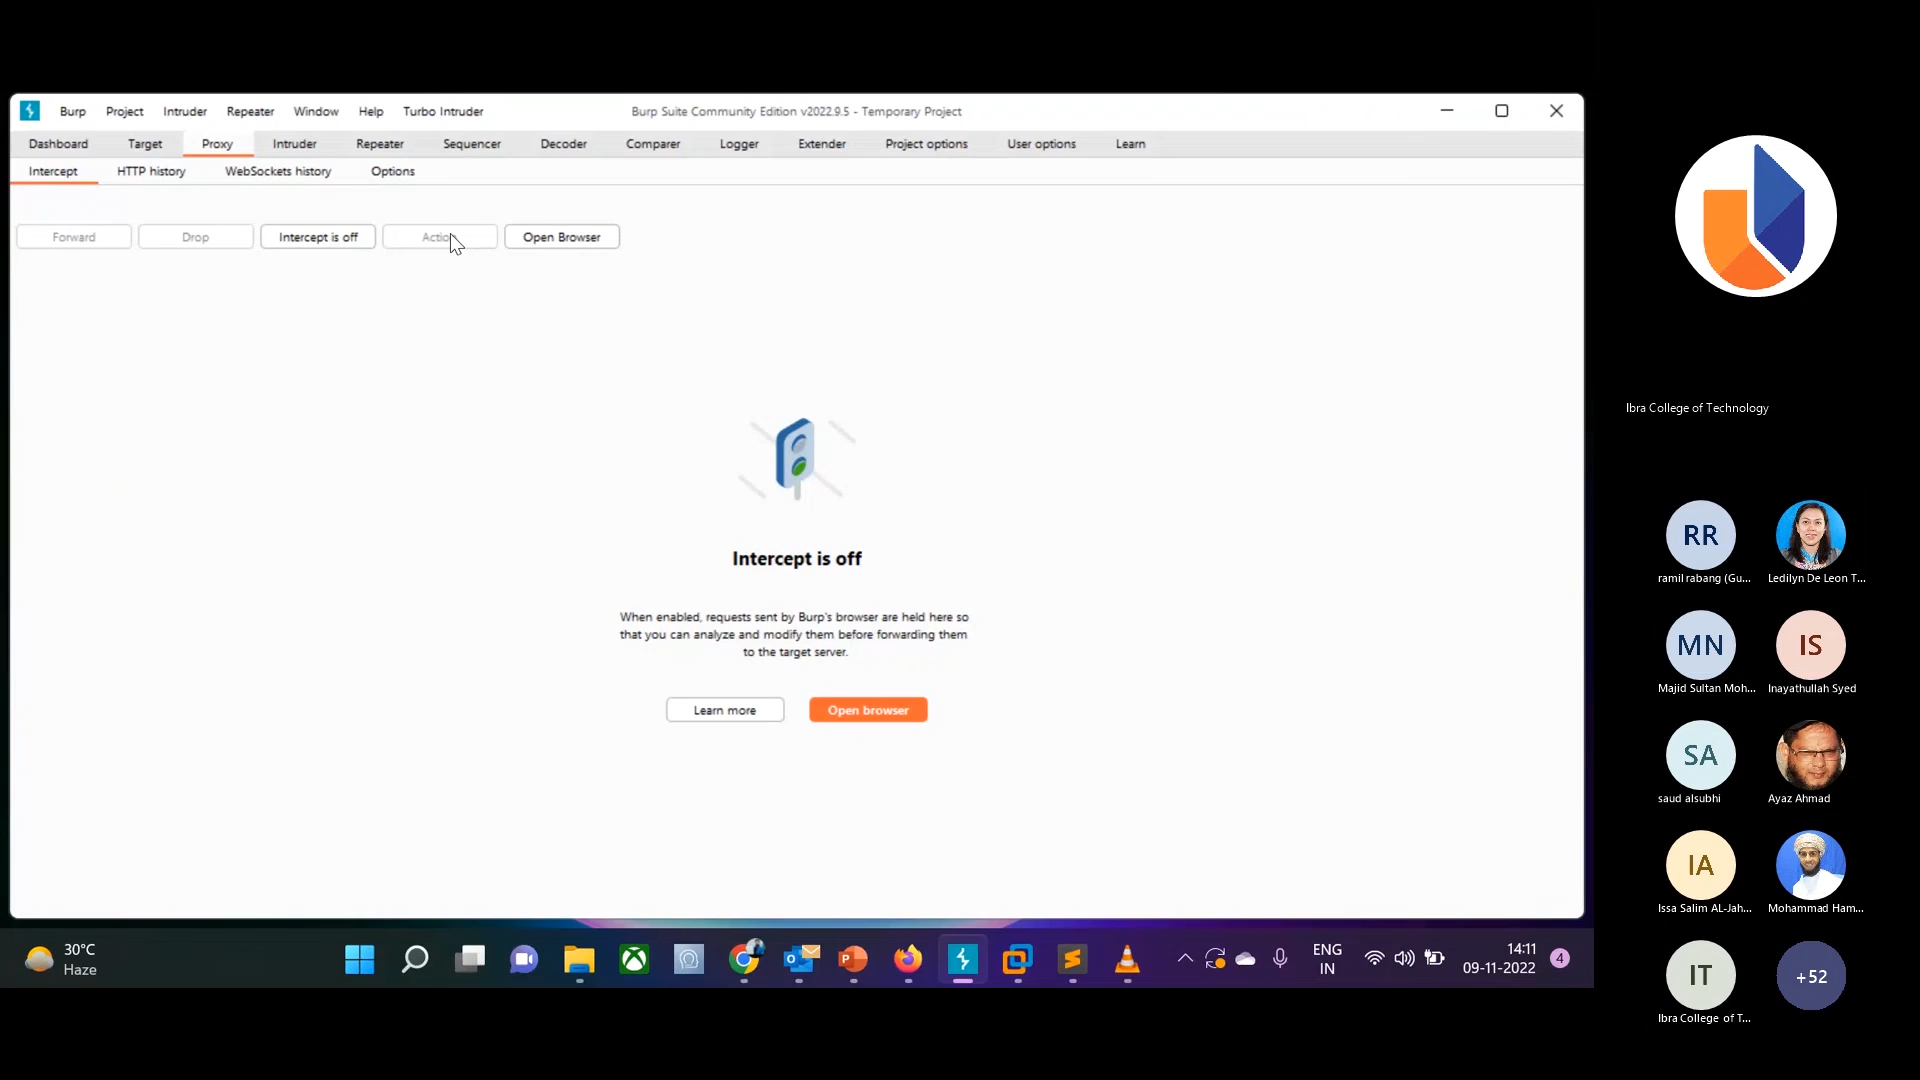 Burp Project Intruder Repeater Window Help Turbo Intruder Burp Suite Community Edition v2022.9.5 - Temporary Project
Dashboard Target Proxy Intruder Repeater Sequencer Decoder Comparer Logger Extender Project options User options Learn
Intercept HTTP history WebSockets history Options
Forward Drop Intercept is off Action Open Browser
Intercept is off
When enabled, requests sent by Burp's browser are held here so
that you can analyze and modify them before forwarding them
to the target server.
Learn more Open browser
30°C
Haze
ENG
IN
14:11
09-11-2022
4
Ibra College of Technology
RR
ramil rabang (Gu...
Ledilyn De Leon T...
MN
Majid Sultan Moh...
IS
Inayathullah Syed
SA
saud alsubhi
Ayaz Ahmad
IA
Issa Salim AL-Jah...
Mohammad Ham...
IT
Ibra College of T...
+52